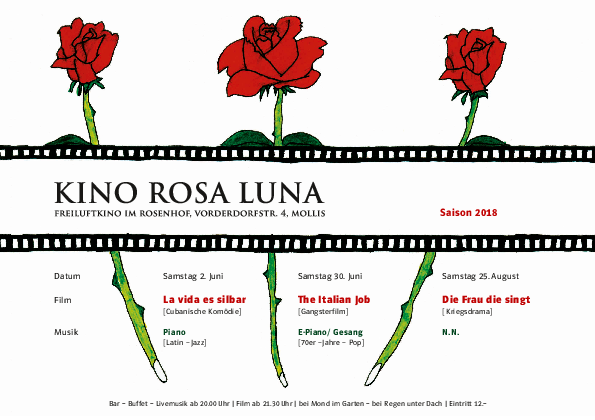 KINO ROSA LUNA
FREILUFTKINO IM ROSENHOF, VORDERDORFSTR. 4, MOLLIS
Saison 2018
Datum Samstag 2. Juni Samstag 30. Juni Samstag 25. August
Film La vida es silbar The Italian Job Die Frau die singt
[Cubanische Komödie] [Gangsterfilm] [Kriegsdrama]
Musik Piano E-Piano/ Gesang N.N.
[Latin – Jazz] [70er –Jahre – Pop]
Bar – Buffet – Livemusik ab 20.00 Uhr | Film ab 21.30 Uhr | bei Mond im Garten – bei Regen unter Dach | Eintritt 12.–